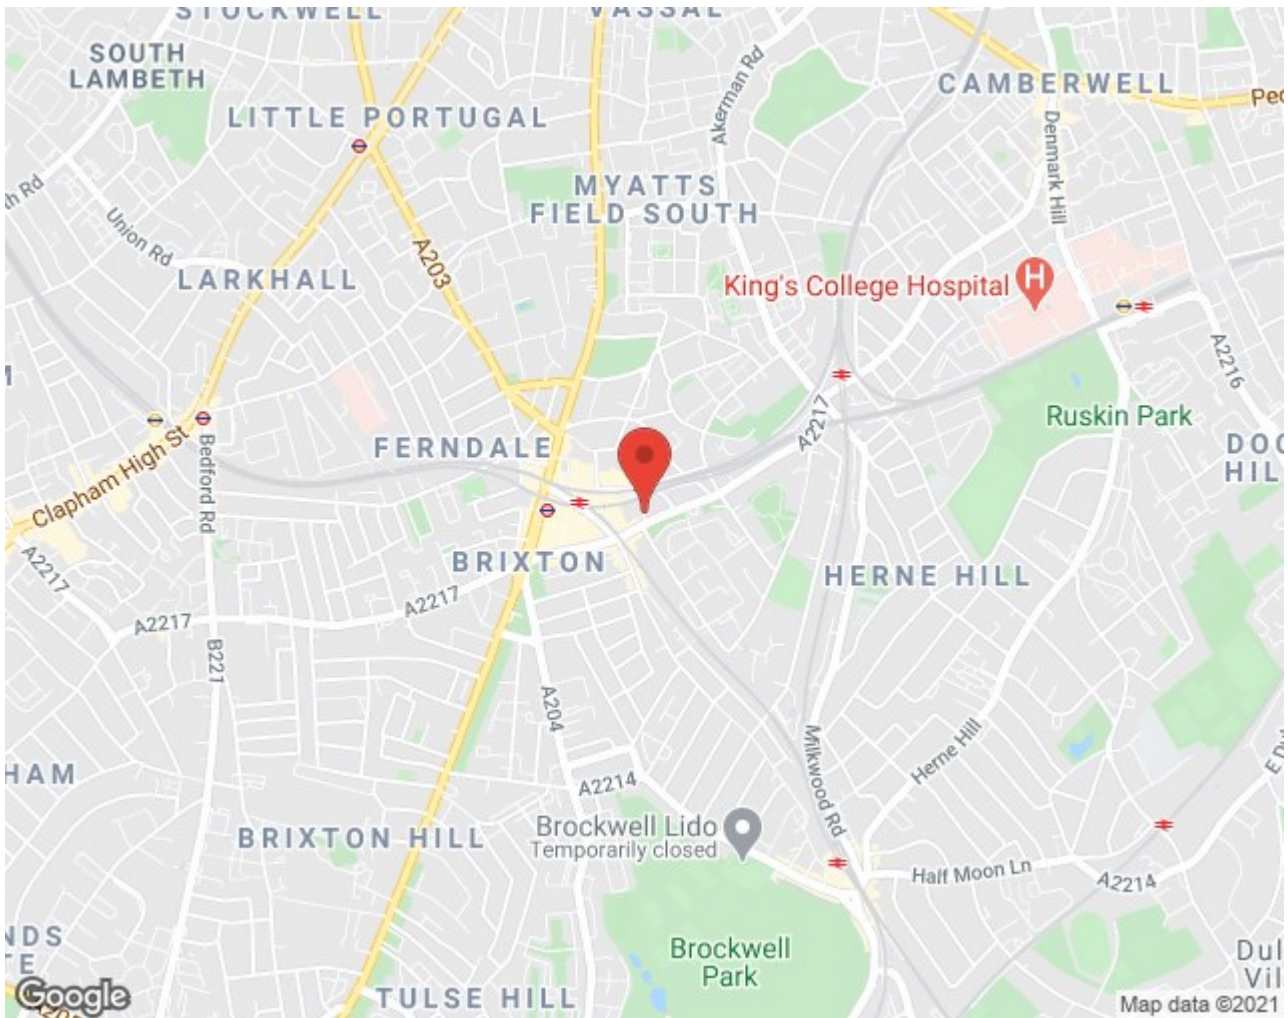 STOCKWELL
VASSAL
SOUTH
LAMBETH
CAMBERWELL
LITTLE PORTUGAL
Akerman Rd
Denmark Hill
MYATTS
FIELD SOUTH
Union Rd
A203
LARKHALL
King's College Hospital
H
A2216
A2217
Ruskin Park
Clapham High St
Bedford Rd
FERNDALE
BRIXTON
HERNE HILL
A2217
A2217
A2217
B221
A204
Milkwood Rd
Herne Hill
A2214
BRIXTON HILL
Brockwell Lido
Temporarily closed
Half Moon Ln
A2214
Brockwell
Park
TULSE HILL
Google
Map data ©2021